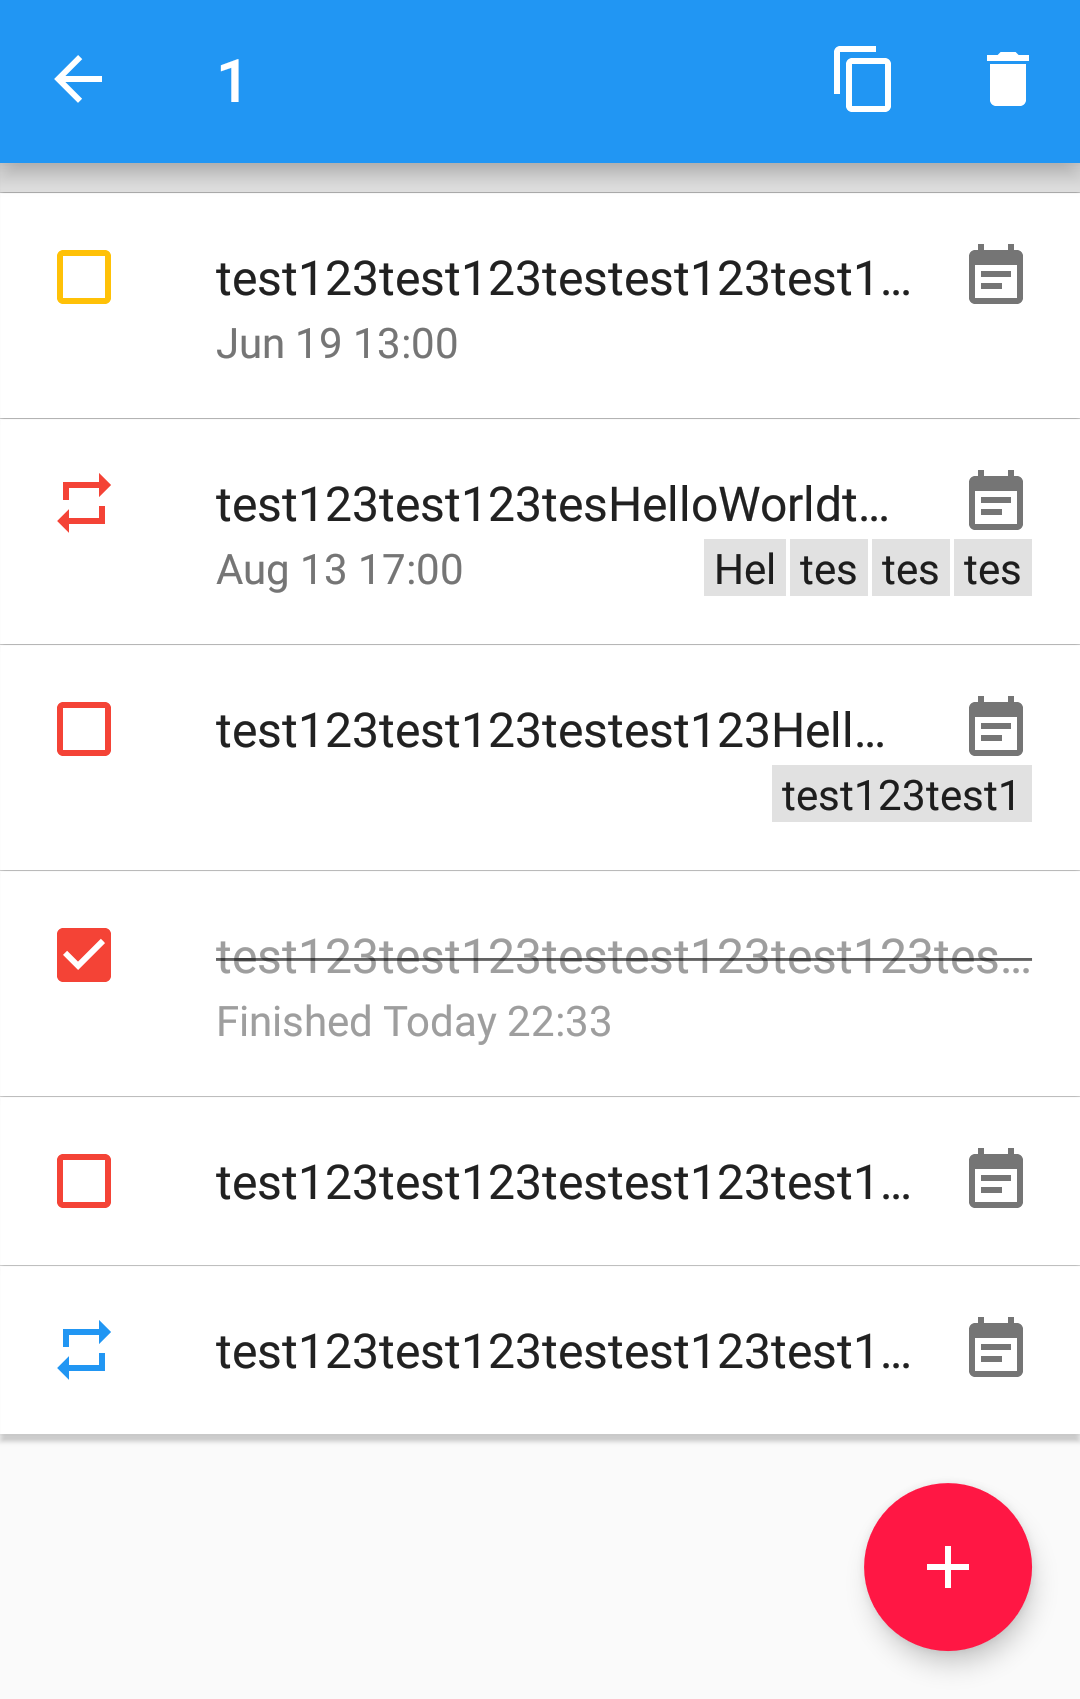 1
test123test123testest123test1...
Jun 19 13:00
test123test123tesHelloWorldt...
Aug 13 17:00 Hel tes tes tes
test123test123testest123Hell...
test123test1
test123test123testest123test123tes...
Finished Today 22:33
test123test123testest123test1...
test123test123testest123test1...